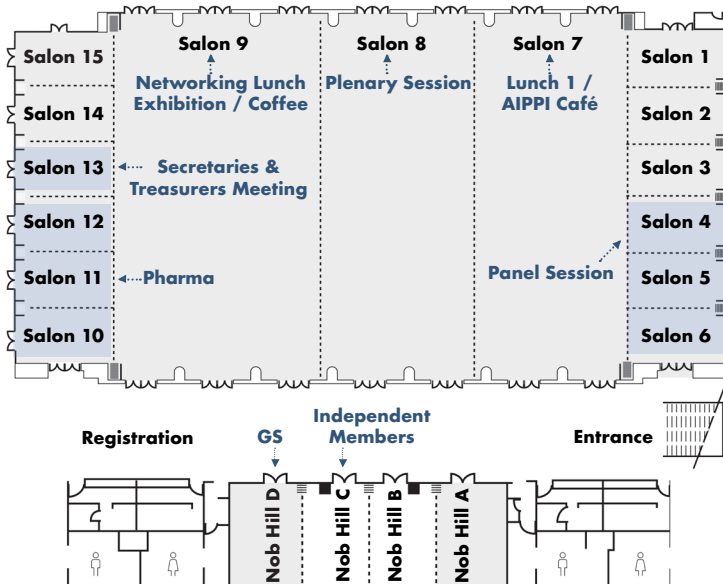 Salon 9
Salon 8
Salon 7
Salon 15
Salon 1
Networking Lunch
Exhibition / Coffee
Plenary Session
Lunch 1 /
AIPPI Café
Salon 14
Salon 2
Salon 13
Secretaries &
Treasurers Meeting
Salon 3
Salon 12
Salon 4
Salon 11
Pharma
Panel Session
Salon 5
Salon 10
Salon 6
Registration
GS
Independent
Members
Entrance
Nob Hill D
Nob Hill C
Nob Hill B
Nob Hill A